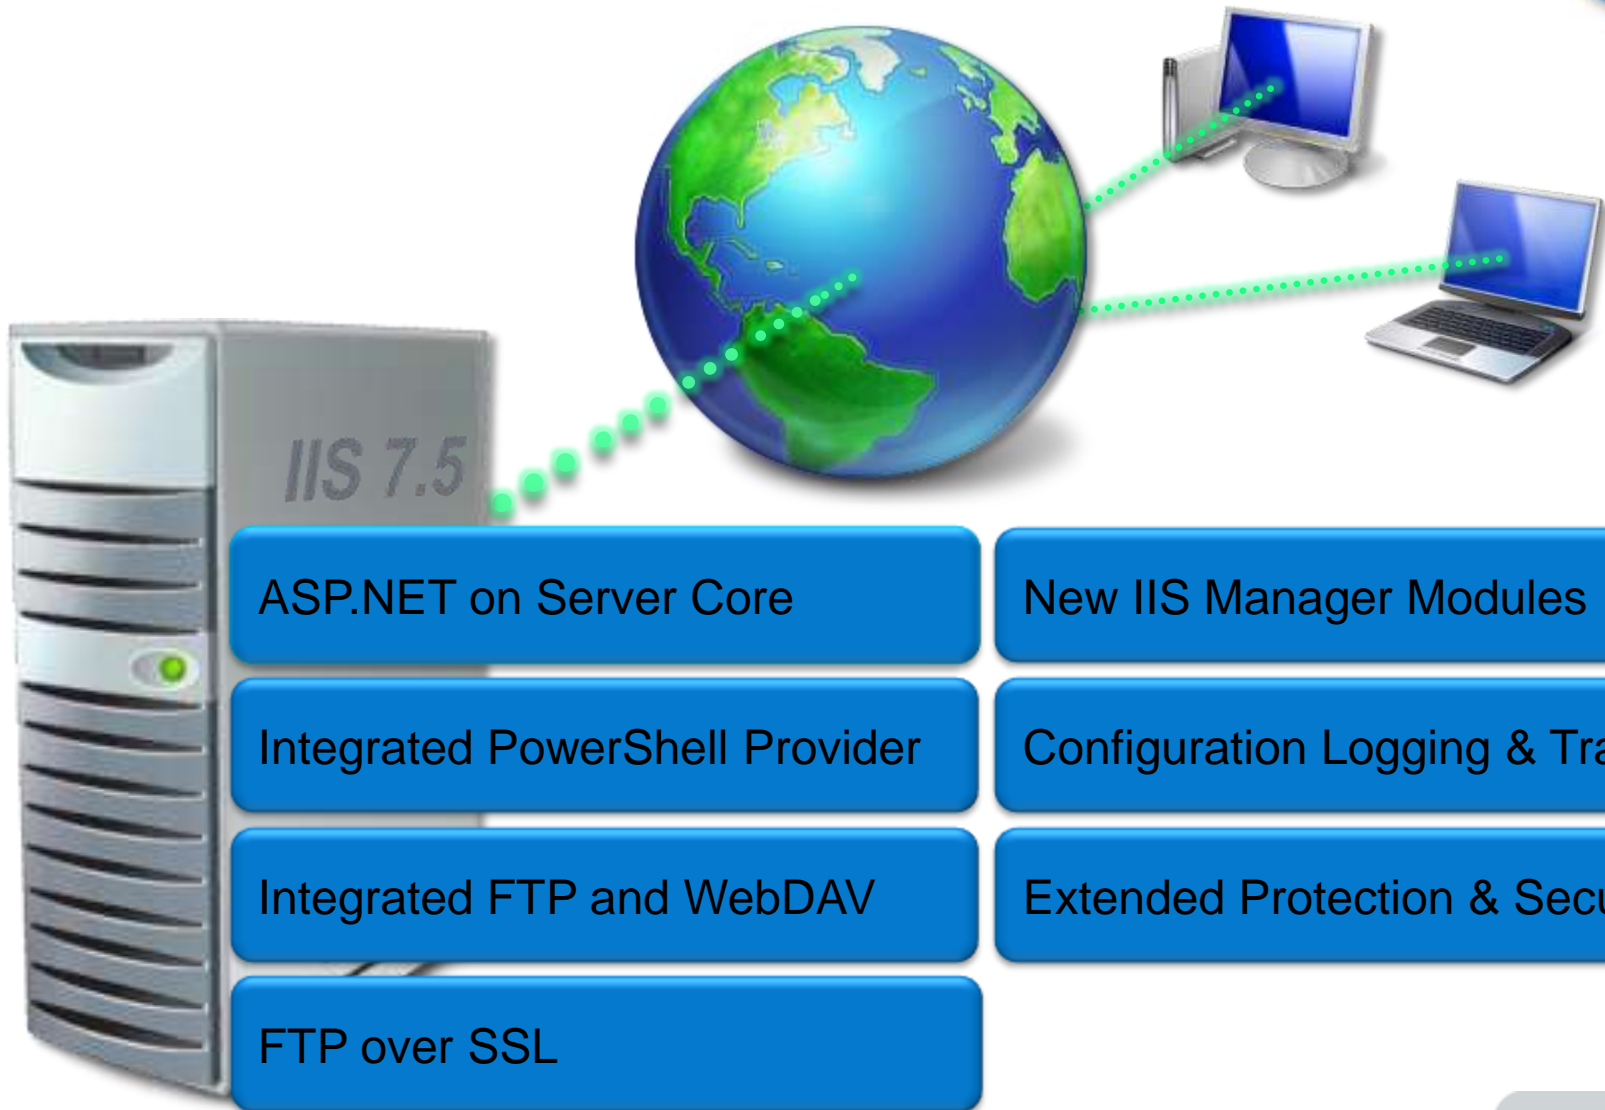 IIS 7.5
ASP.NET on Server Core
New IIS Manager Modules
Integrated PowerShell Provider
Configuration Logging &
Integrated FTP and WebDAV
Extended Protection &
FTP over SSL